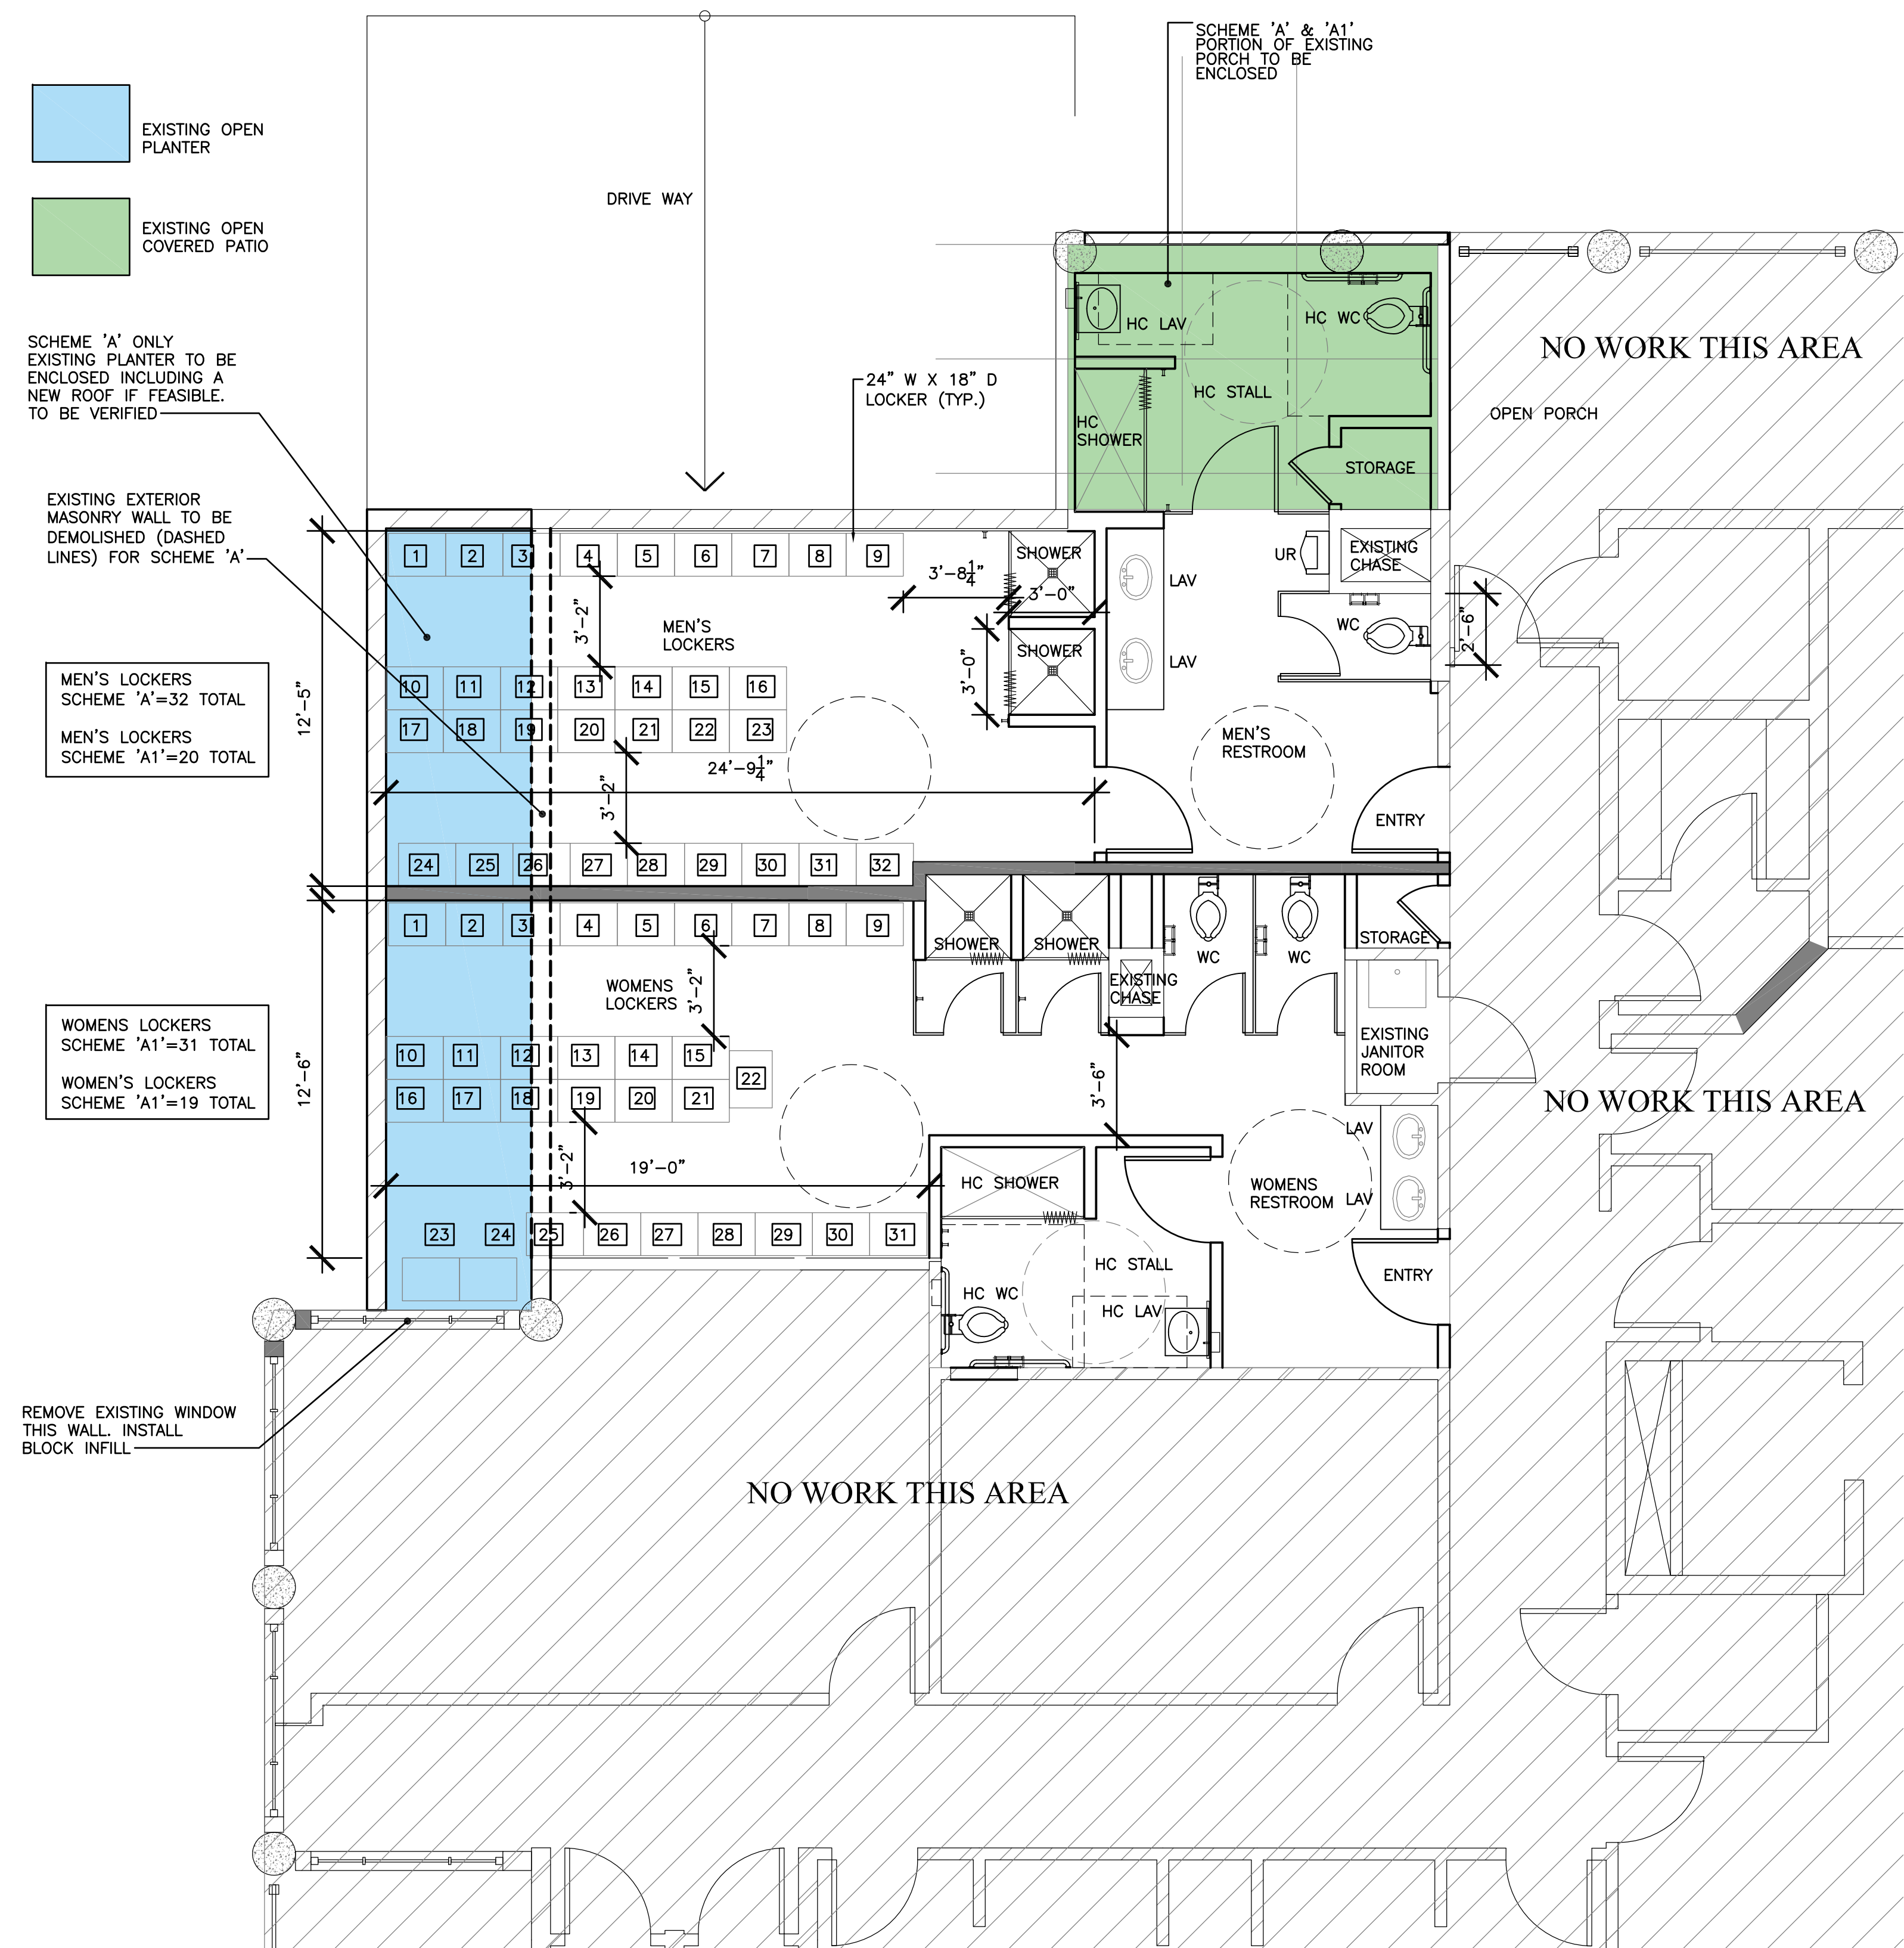 SCHEME 'A' & 'A1'
PORTION OF EXISTING
PORCH TO BE
ENCLOSED
EXISTING OPEN
PLANTER
EXISTING OPEN
COVERED PATIO
DRIVE WAY
SCHEME 'A' ONLY
EXISTING PLANTER TO BE
ENCLOSED INCLUDING A
NEW ROOF IF FEASIBLE.
TO BE VERIFIED
EXISTING EXTERIOR
MASONRY WALL TO BE
DEMOLISHED (DASHED
LINES) FOR SCHEME 'A'
24" W X 18" D
LOCKER (TYP.)
HC LAV
HC WC
HC STALL
HC
SHOWER
STORAGE
NO WORK THIS AREA
OPEN PORCH
1 2 3 4 5 6 7 8 9
SHOWER
3'-8 1/4"
3'-0"
UR
EXISTING
CHASE
LAV
WC
2'-6"
3'-2"
MEN'S
LOCKERS
SHOWER
3'-0"
LAV
MEN'S LOCKERS
SCHEME 'A'=32 TOTAL
MEN'S LOCKERS
SCHEME 'A1'=20 TOTAL
12'-5"
10 11 12 13 14 15 16
17 18 19 20 21 22 23
24'-9 1/4"
3'-2"
MEN'S
RESTROOM
ENTRY
24 25 26 27 28 29 30 31 32
1 2 3 4 5 6 7 8 9
SHOWER
SHOWER
WC
WC
STORAGE
EXISTING
CHASE
WOMENS
LOCKERS
3'-2"
WOMENS LOCKERS
SCHEME 'A1'=31 TOTAL
WOMEN'S LOCKERS
SCHEME 'A1'=19 TOTAL
12'-6"
10 11 12 13 14 15
22
16 17 18 19 20 21
3'-6"
EXISTING
JANITOR
ROOM
NO WORK THIS AREA
LAV
LAV
3'-2"
19'-0"
HC SHOWER
WOMENS
RESTROOM
23 24 25 26 27 28 29 30 31
HC STALL
HC WC
HC LAV
ENTRY
REMOVE EXISTING WINDOW
THIS WALL. INSTALL
BLOCK INFILL
NO WORK THIS AREA